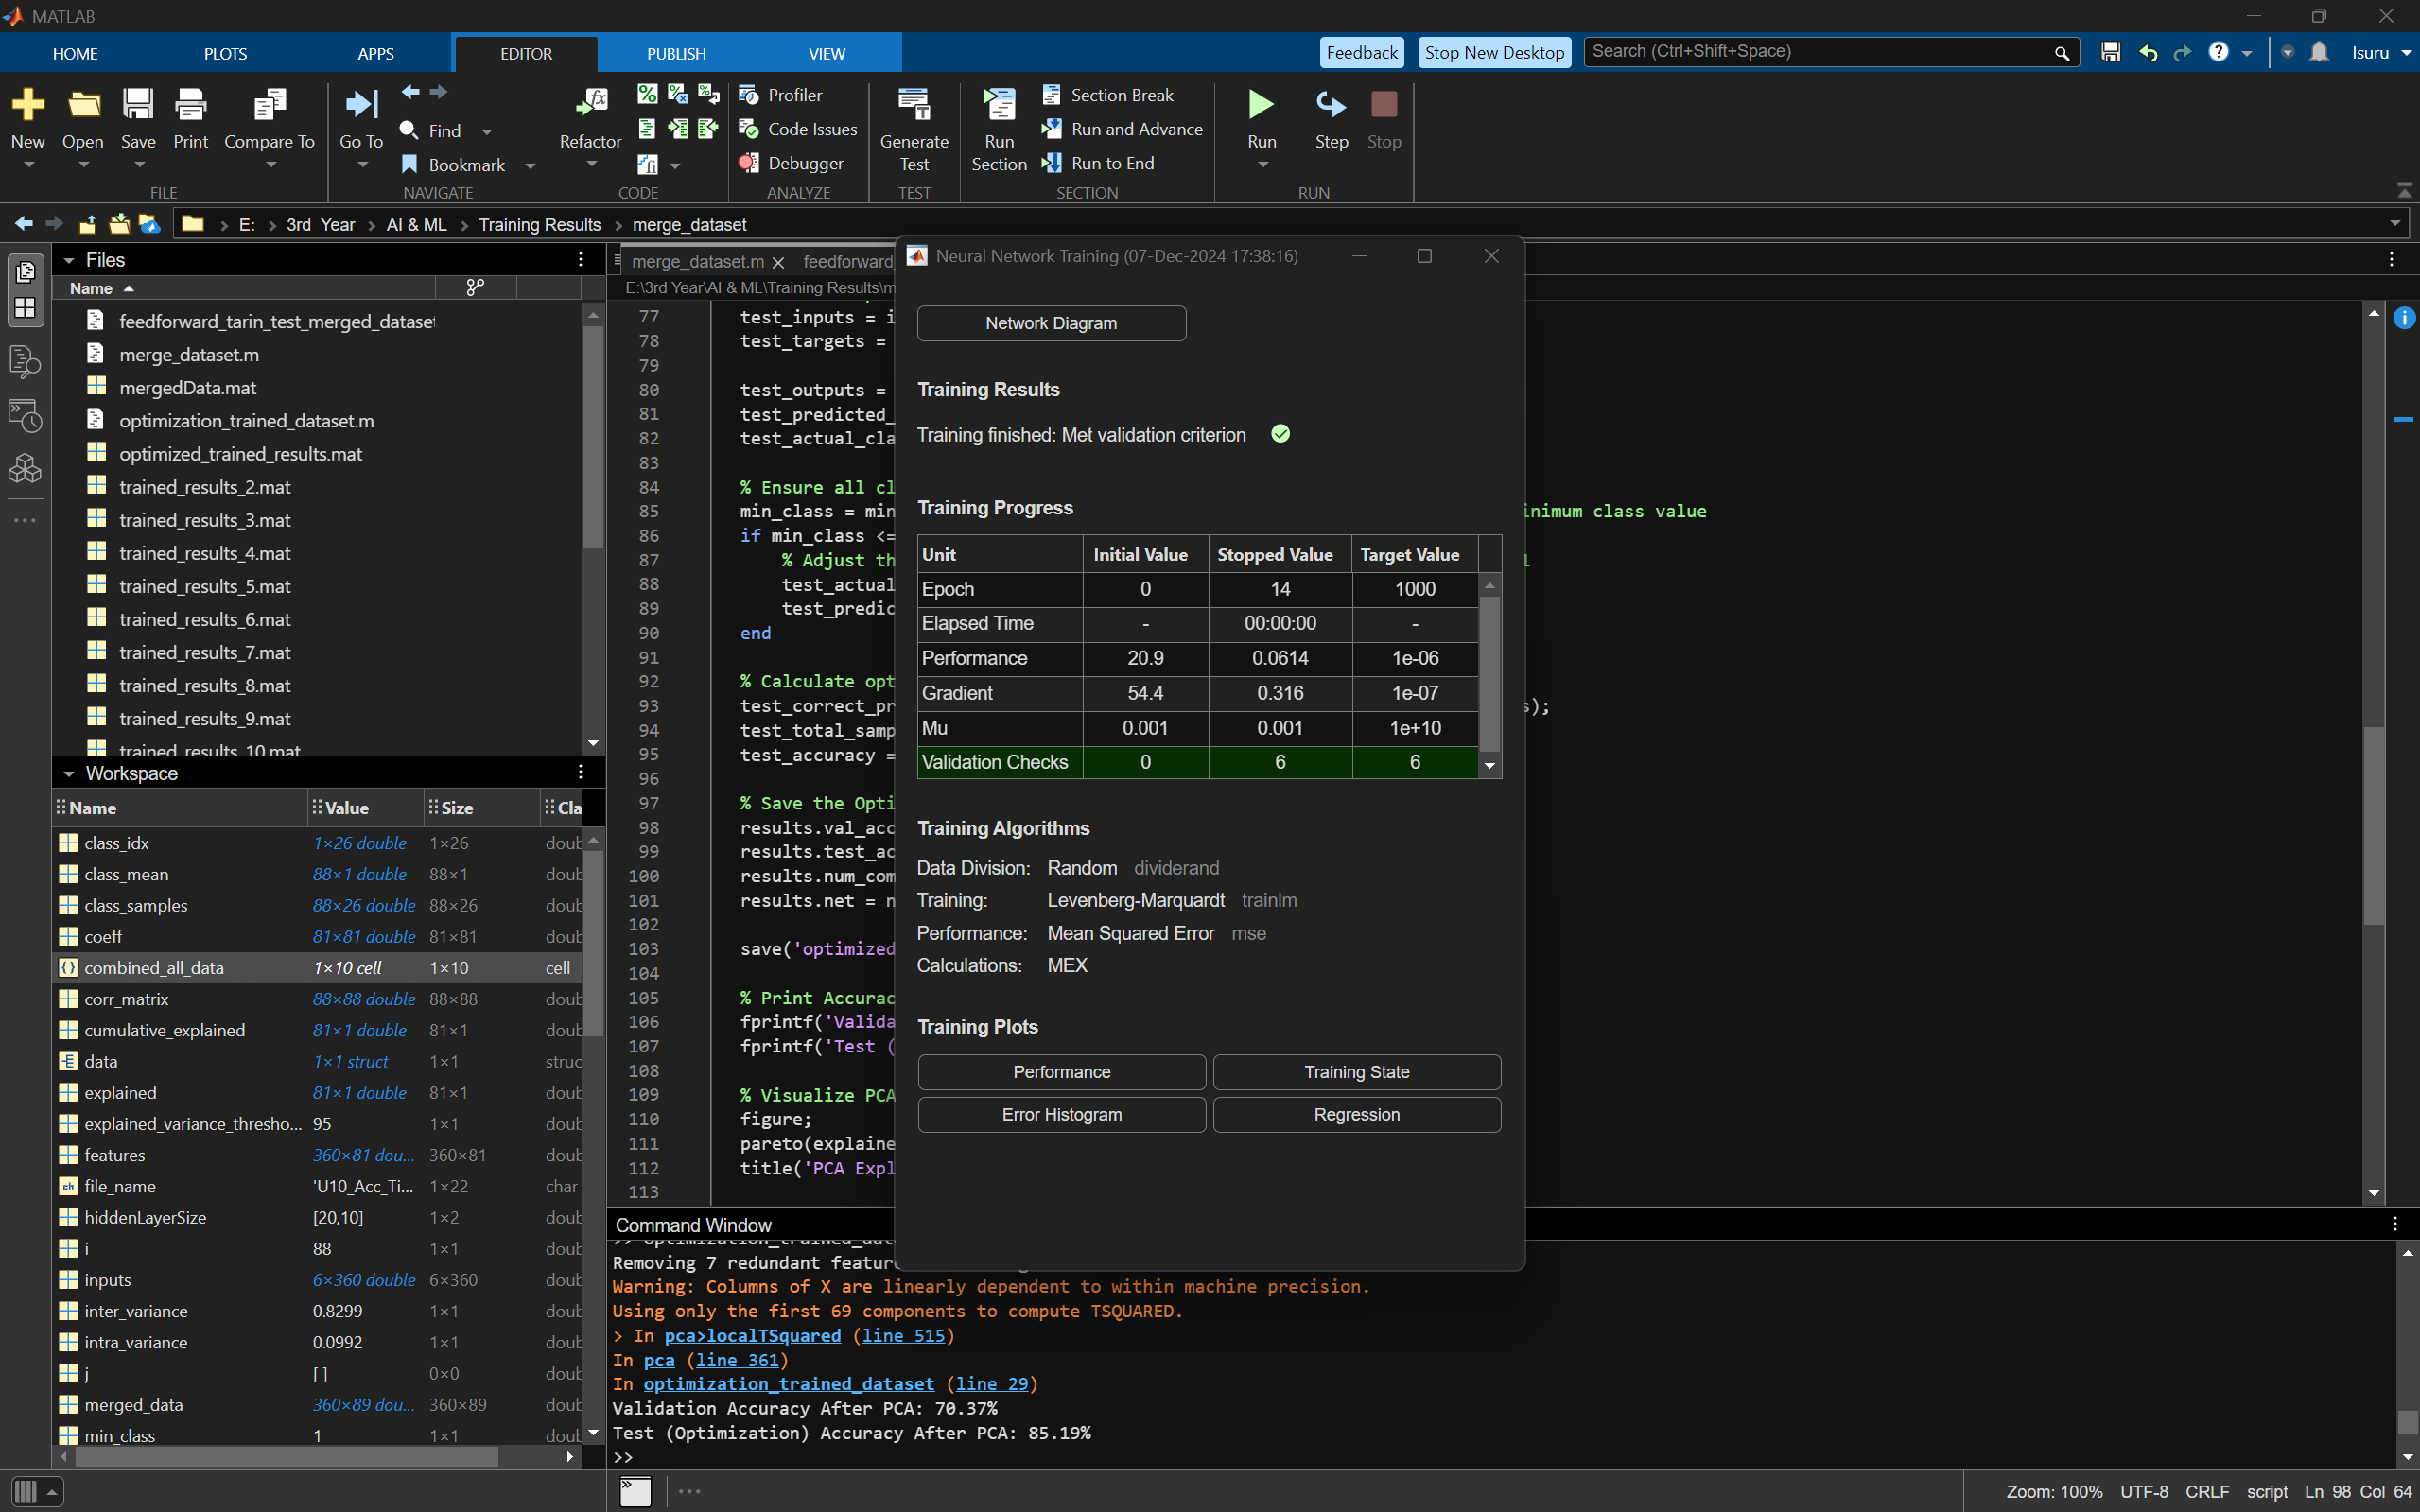 MATLAB
HOME PLOTS APPS EDITOR PUBLISH VIEW
Feedback Stop New Desktop Search (Ctrl+Shift+Space) Isuru
New Open Save Print Compare To
FILE
Go To Find Bookmark
NAVIGATE
Refactor
CODE
Profiler
Code Issues
Debugger
ANALYZE
Generate Test
TEST
Run Section
Section Break
Run and Advance
Run to End
SECTION
Run Step Stop
RUN
E: › 3rd Year › AI & ML › Training Results › merge_dataset
Files
Name
feedforward_tarin_test_merged_dataset
merge_dataset.m
mergedData.mat
optimization_trained_dataset.m
optimized_trained_results.mat
trained_results_2.mat
trained_results_3.mat
trained_results_4.mat
trained_results_5.mat
trained_results_6.mat
trained_results_7.mat
trained_results_8.mat
trained_results_9.mat
trained_results_10.mat
Workspace
Name Value Size Cla
class_idx 1×26 double 1×26 doub
class_mean 88×1 double 88×1 doub
class_samples 88×26 double 88×26 doub
coeff 81×81 double 81×81 doub
combined_all_data 1×10 cell 1×10 cell
corr_matrix 88×88 double 88×88 doub
cumulative_explained 81×1 double 81×1 doub
data 1×1 struct 1×1 struc
explained 81×1 double 81×1 doub
explained_variance_thresho... 95 1×1 doub
features 360×81 dou... 360×81 doub
file_name 'U10_Acc_Ti... 1×22 char
hiddenLayerSize [20,10] 1×2 doub
i 88 1×1 doub
inputs 6×360 double 6×360 doub
inter_variance 0.8299 1×1 doub
intra_variance 0.0992 1×1 doub
j [] 0×0 doub
merged_data 360×89 dou... 360×89 doub
min_class 1 1×1 doub
merge_dataset.m feedforward
E:\3rd Year\AI & ML\Training Results\m
77 test_inputs = i
78 test_targets =
79
80 test_outputs =
81 test_predicted_
82 test_actual_cla
83
84 % Ensure all cl
85 min_class = min inimum class value
86 if min_class <=
87 % Adjust th l
88 test_actual
89 test_predic
90 end
91
92 % Calculate opt
93 test_correct_pr s);
94 test_total_samp
95 test_accuracy =
96
97 % Save the Opti
98 results.val_acc
99 results.test_ac
100 results.num_com
101 results.net = n
102
103 save('optimized
104
105 % Print Accurac
106 fprintf('Valida
107 fprintf('Test (
108
109 % Visualize PCA
110 figure;
111 pareto(explaine
112 title('PCA Expl
113
Neural Network Training (07-Dec-2024 17:38:16)
Network Diagram
Training Results
Training finished: Met validation criterion
Training Progress
Unit Initial Value Stopped Value Target Value
Epoch 0 14 1000
Elapsed Time - 00:00:00 -
Performance 20.9 0.0614 1e-06
Gradient 54.4 0.316 1e-07
Mu 0.001 0.001 1e+10
Validation Checks 0 6 6
Training Algorithms
Data Division: Random dividerand
Training: Levenberg-Marquardt trainlm
Performance: Mean Squared Error mse
Calculations: MEX
Training Plots
Performance Training State
Error Histogram Regression
Command Window
>> optimization_trained_dat
Removing 7 redundant featur
Warning: Columns of X are linearly dependent to within machine precision.
Using only the first 69 components to compute TSQUARED.
> In pca>localTSquared (line 515)
In pca (line 361)
In optimization_trained_dataset (line 29)
Validation Accuracy After PCA: 70.37%
Test (Optimization) Accuracy After PCA: 85.19%
>>
Zoom: 100% UTF-8 CRLF script Ln 98 Col 64